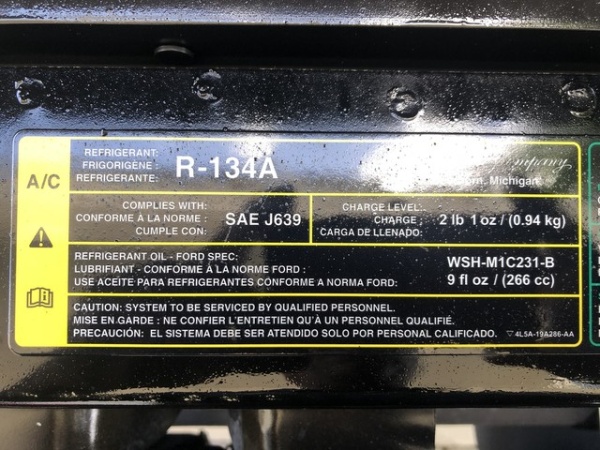 A/C
REFRIGERANT:
FRIGORIGÈNE :
REFRIGERANTE:
R-134A
Company
Michigan
COMPLIES WITH:
CONFORME À LA NORME :
CUMPLE CON:
SAE J639
CHARGE LEVEL:
CHARGE :
CARGA DE LLENADO:
2 lb 1 oz / (0.94 kg)
REFRIGERANT OIL - FORD SPEC:
LUBRIFIANT - CONFORME À LA NORME FORD :
USE ACEITE PARA REFRIGERANTES CONFORME A NORMA FORD:
WSH-M1C231-B
9 fl oz / (266 cc)
CAUTION: SYSTEM TO BE SERVICED BY QUALIFIED PERSONNEL.
MISE EN GARDE : NE CONFIER L'ENTRETIEN QU'À UN PERSONNEL QUALIFIÉ.
PRECAUCIÓN: EL SISTEMA DEBE SER ATENDIDO SOLO POR PERSONAL CALIFICADO.
4L5A-19A286-AA